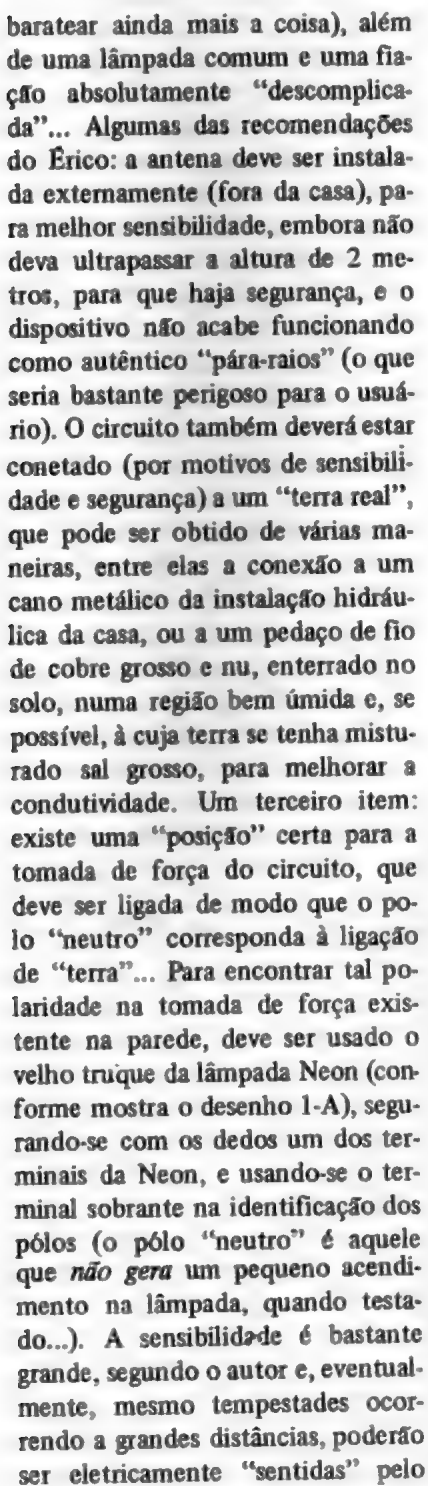 baratear ainda mais a coisa), além
de uma lâmpada comum e uma fia-
ção absolutamente “descomplica-
da”... Algumas das recomendações
do Érico: a antena deve ser instala-
da externamente (fora da casa), pa-
ra melhor sensibilidade, embora não
deva ultrapassar a altura de 2 me-
tros, para que haja segurança, e o
dispositivo não acabe funcionando
como autêntico “pára-raios” (o que
seria bastante perigoso para o usuá-
rio). O circuito também deverá estar
conetado (por motivos de sensibili-
dade e segurança) a um “terra real”,
que pode ser obtido de várias ma-
neiras, entre elas a conexão a um
cano metálico da instalação hidráu-
lica da casa, ou a um pedaço de fio
de cobre grosso e nu, enterrado no
solo, numa região bem úmida e, se
possível, à cuja terra se tenha mistu-
rado sal grosso, para melhorar a
condutividade. Um terceiro item:
existe uma “posição” certa para a
tomada de força do circuito, que
deve ser ligada de modo que o po-
lo “neutro” corresponda à ligação
de “terra”... Para encontrar tal po-
laridade na tomada de força exis-
tente na parede, deve ser usado o
velho truque da lâmpada Neon (con-
forme mostra o desenho 1-A), segu-
rando-se com os dedos um dos ter-
minais da Neon, e usando-se o ter-
minal sobrante na identificação dos
pólos (o pólo “neutro” é aquele
que não gera um pequeno acendi-
mento na lâmpada, quando testa-
do...). A sensibilidade é bastante
grande, segundo o autor e, eventual-
mente, mesmo tempestades ocor-
rendo a grandes distâncias, poderão
ser eletricamente “sentidas” pelo